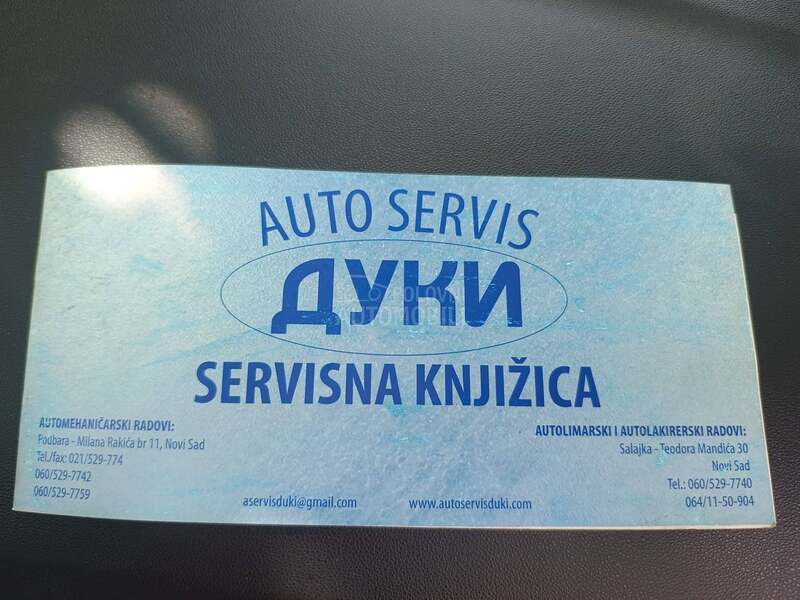 AUTO SERVIS
ДУКИ
SERVISNA KNJIŽICA
AUTOMEHANIČARSKI RADOVI:
Podbara - Milana Rakića br 11, Novi Sad
Tel./fax: 021/529-774
060/529-7742
060/529-7759
aservisduki@gmail.com
www.autoservisduki.com
AUTOLIMARSKI I AUTOLAKIRERSKI RADOVI:
Salajka - Teodora Mandića 30
Novi Sad
Tel.: 060/529-7740
064/11-50-904